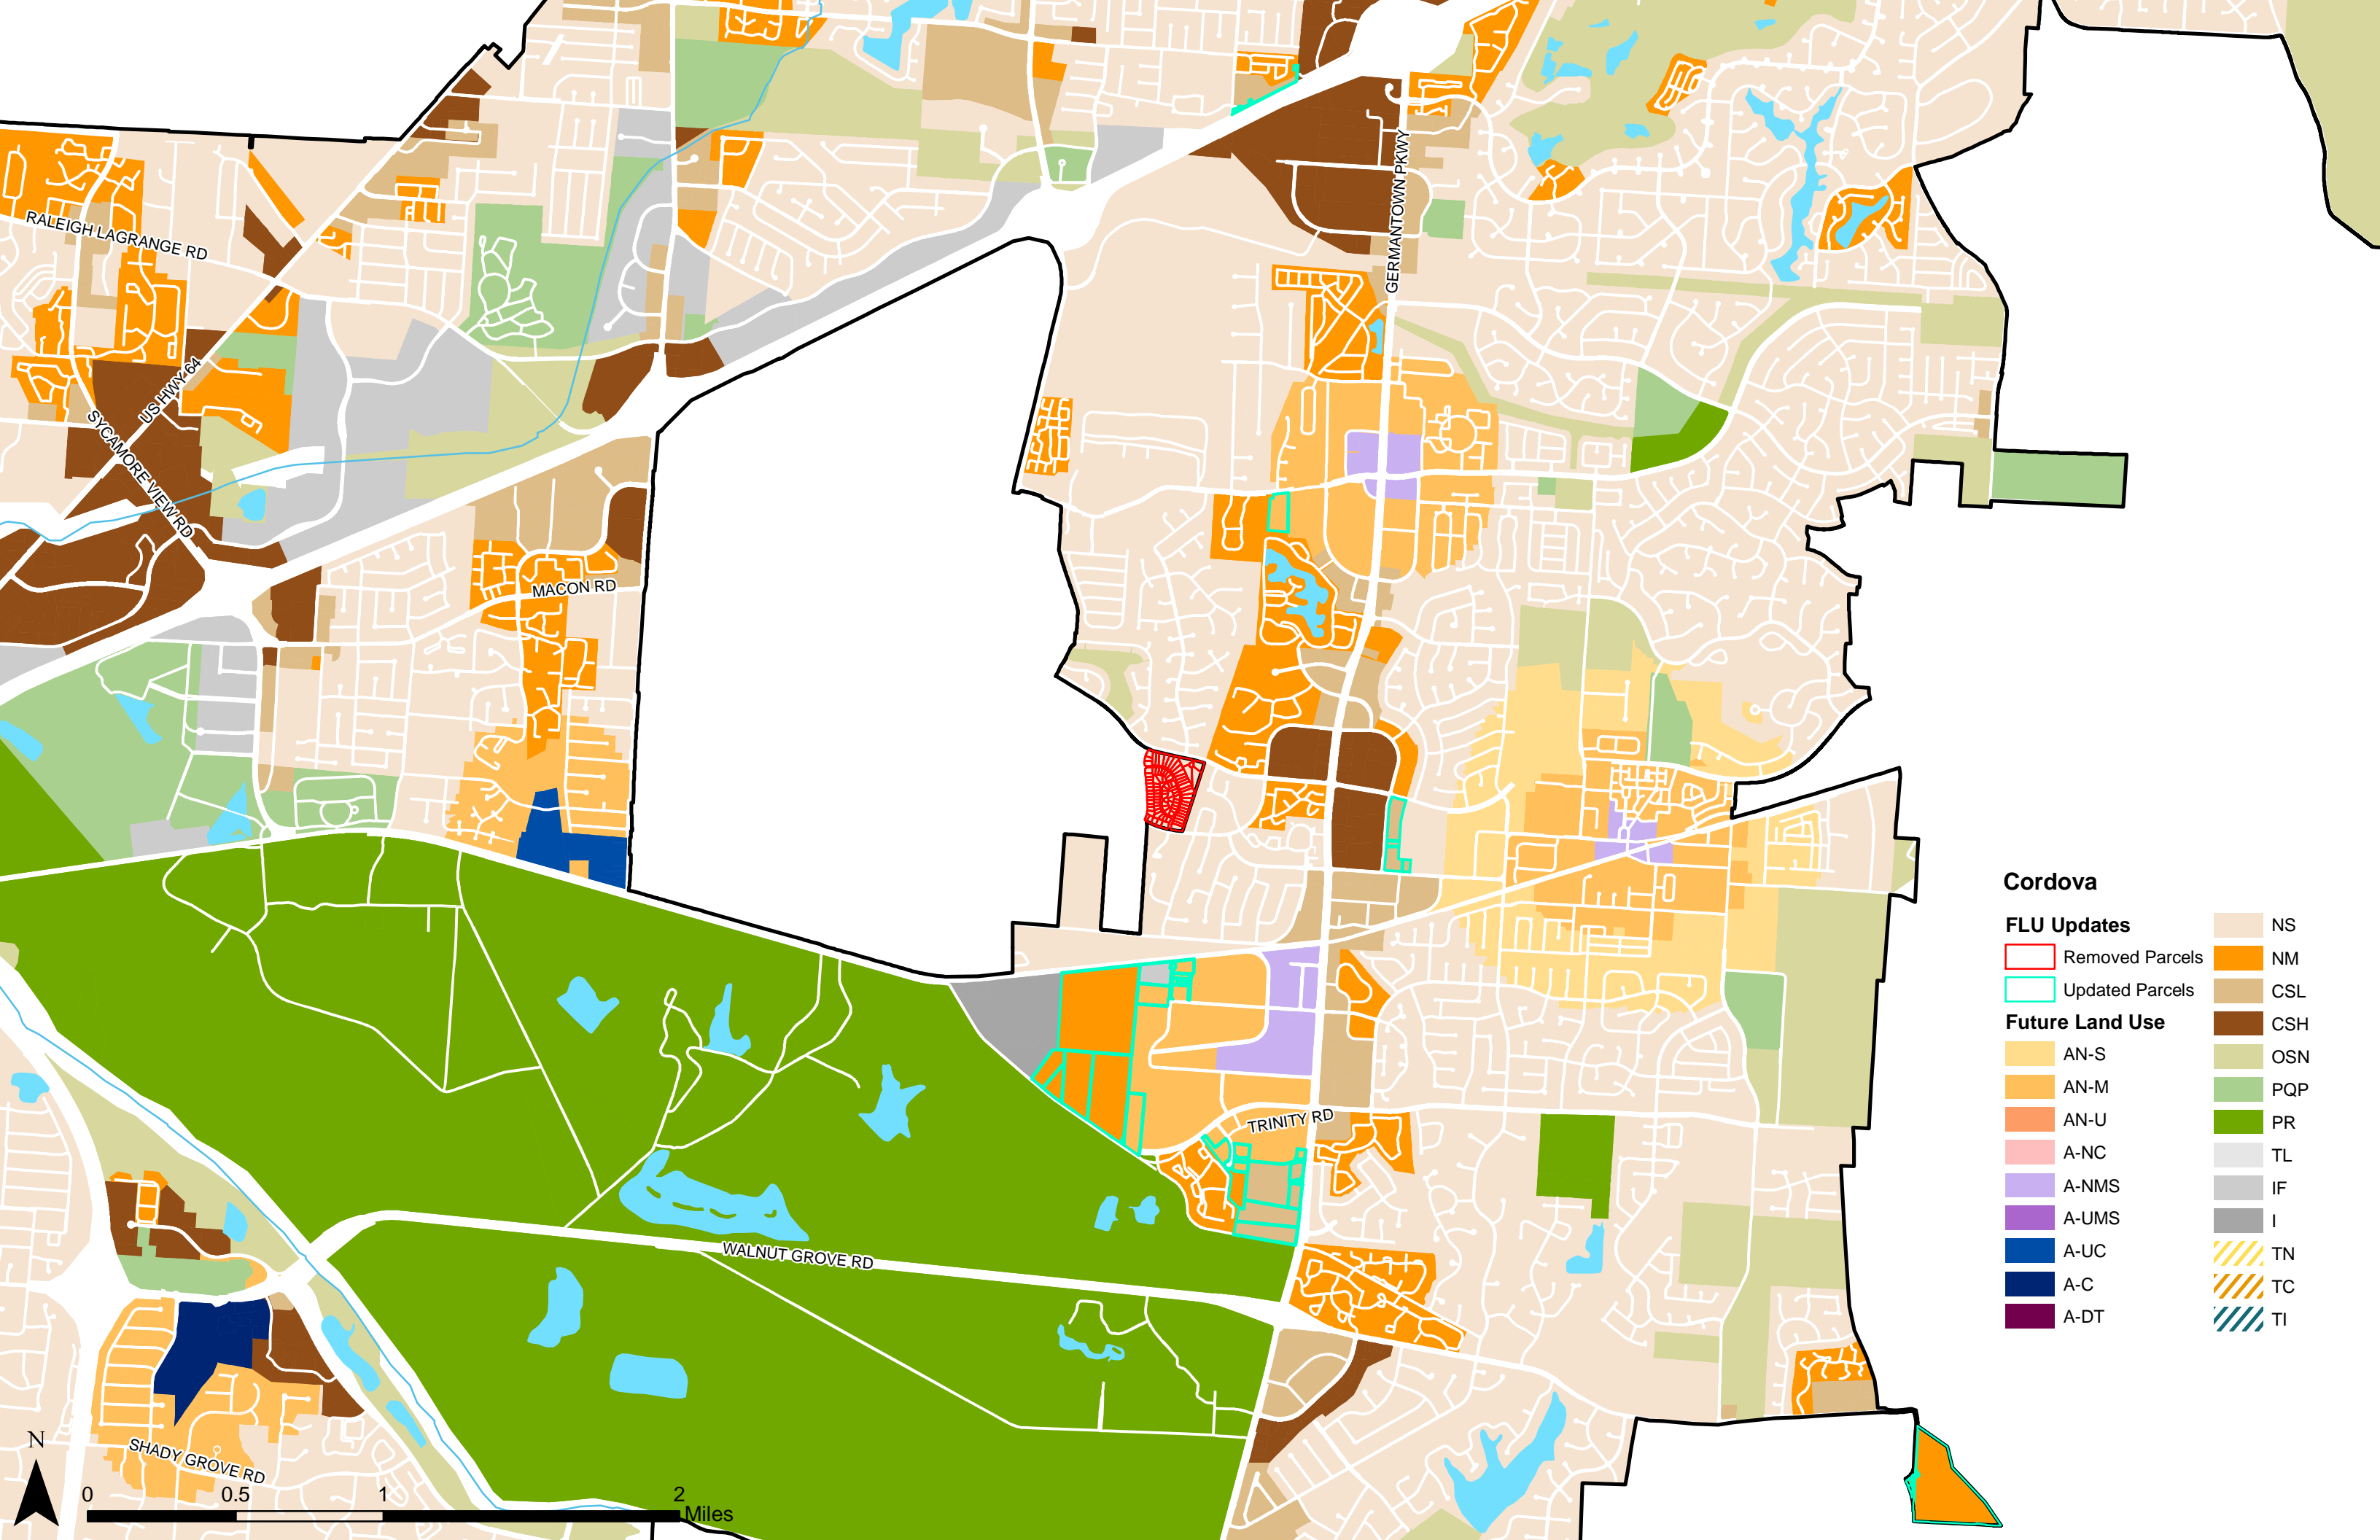 RALEIGH LAGRANGE RD
US HWY 64
SYCAMORE VIEW RD
MACON RD
GERMANTOWN PKWY
TRINITY RD
WALNUT GROVE RD
SHADY GROVE RD
N
0 0.5 1 2
Miles
Cordova
FLU Updates
Removed Parcels
Updated Parcels
Future Land Use
AN-S
AN-M
AN-U
A-NC
A-NMS
A-UMS
A-UC
A-C
A-DT
NS
NM
CSL
CSH
OSN
PQP
PR
TL
IF
I
TN
TC
TI